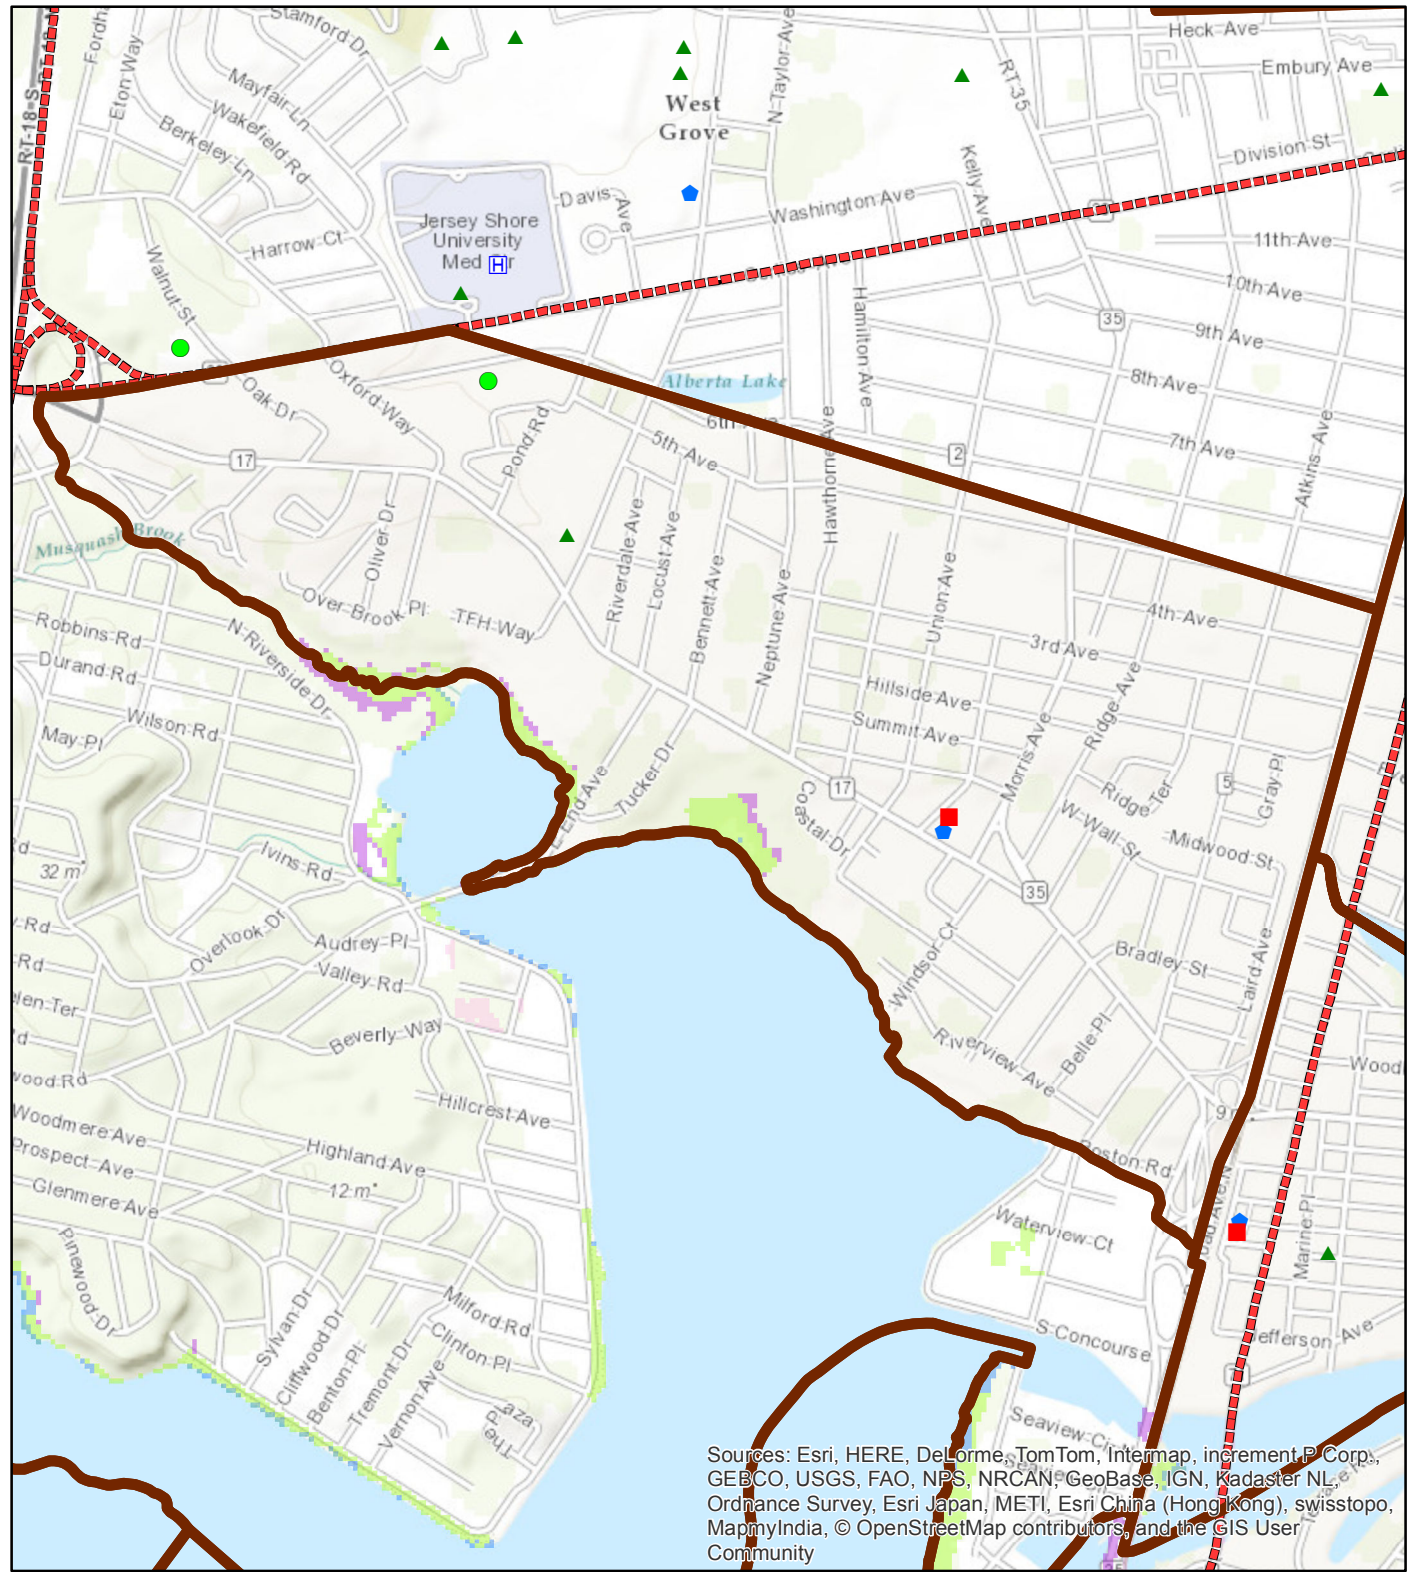 Stamford Dr
Heck Ave
Eton Way
N Taylor Ave
RT 35
Embury Ave
Mayfair Ln
West
Grove
Wakefield Rd
Berkeley Ln
Division St
Kelly Ave
Davis Ave
Washington Ave
Jersey Shore
University
Med
H
Harrow Ct
11th Ave
Walnut St
10th Ave
Hamilton Ave
35
9th Ave
Oak Dr
Oxford Way
Alberta Lake
8th Ave
Pond Rd
5th Ave
Hawthorne Ave
7th Ave
Atkins Ave
17
2
Musquash Brook
Oliver Dr
Riverdale Ave
Locust Ave
Bennett Ave
Neptune Ave
Union Ave
Over Brook Pl
TFH Way
4th Ave
Robbins Rd
N Riverside Dr
3rd Ave
Durand Rd
Hillside Ave
Ridge Ave
Wilson Rd
Summit Ave
Morris Ave
May Pl
Tucker Dr
17
Coastal Dr
Ridge Ter
5
Gray Pl
W Wall St
Midwood St
Ivins Rd
32 m
35
Overlook Dr
Audrey Pl
Windsor Ct
Bradley St
Laird Ave
Valley Rd
Beverly Way
Riverview Ave
Belle Pl
Hillcrest Ave
Woodmere Ave
Prospect Ave
Highland Ave
Boston Rd
12 m
Glenmere Ave
Pinewood Dr
Waterview Ct
Marine Pl
Sylvan Dr
Milford Rd
Cliffwood Dr
Clinton Pl
S Concourse
Jefferson Ave
Benton Pl
Tremont Dr
Vernon Ave
The Plaza
Sources: Esri, HERE, DeLorme, TomTom, Intermap, increment P Corp.,
GEBCO, USGS, FAO, NPS, NRCAN, GeoBase, IGN, Kadaster NL,
Ordnance Survey, Esri Japan, METI, Esri China (Hong Kong), swisstopo,
MapmyIndia, © OpenStreetMap contributors, and the GIS User
Community